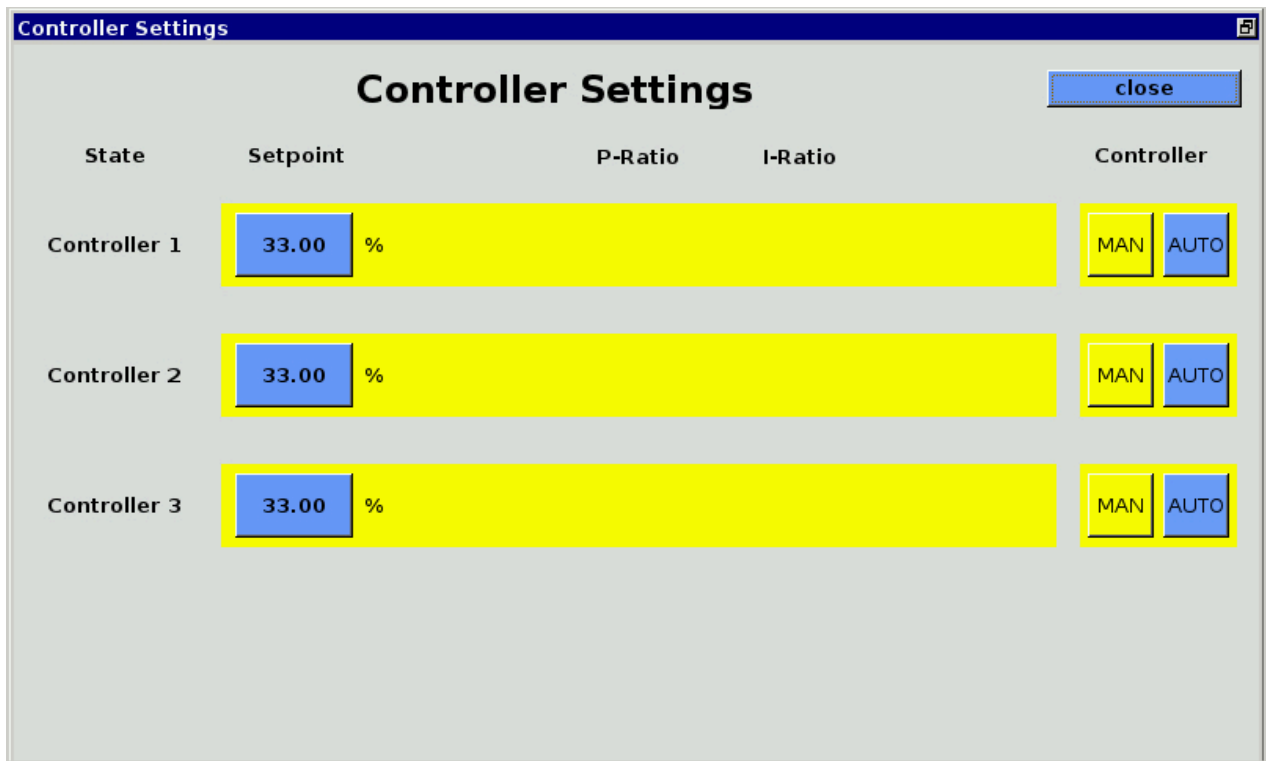 Controller Settings
Controller Settings close
State Setpoint P-Ratio I-Ratio Controller
Controller 1 33.00 % MAN AUTO
Controller 2 33.00 % MAN AUTO
Controller 3 33.00 % MAN AUTO